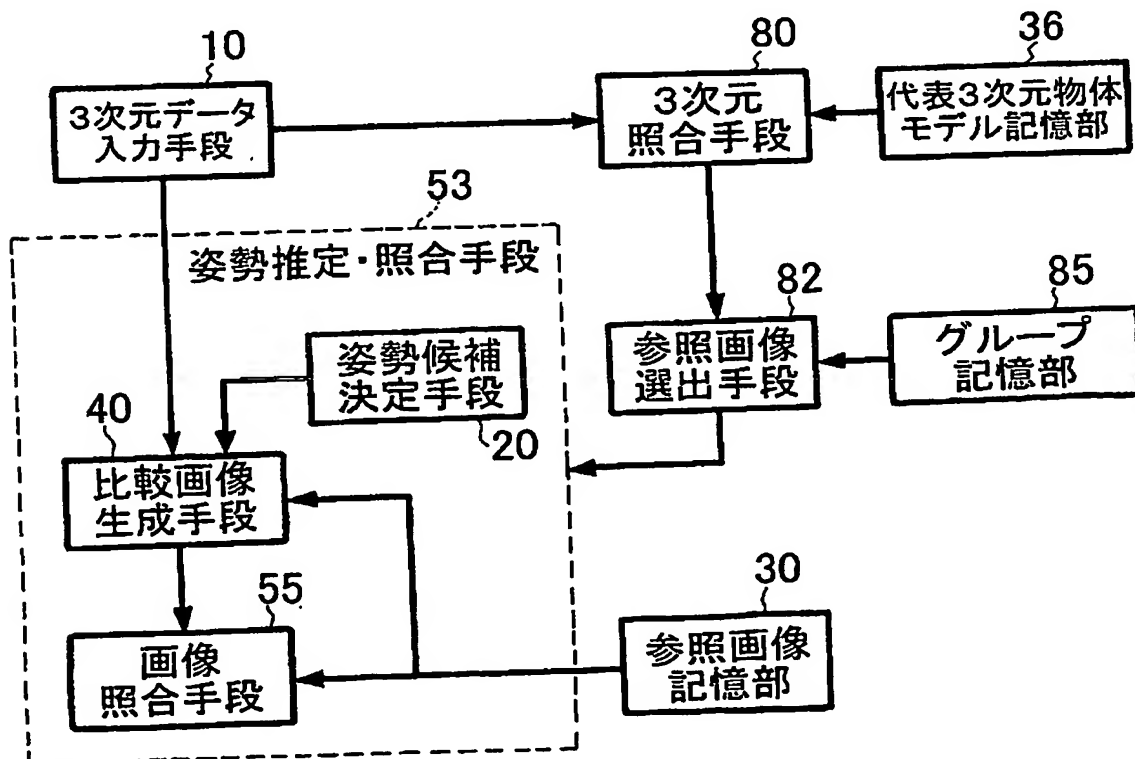 10
3次元データ
入力手段
80
3次元
照合手段
36
代表3次元物体
モデル記憶部
53
姿勢推定・照合手段
姿勢候補
決定手段
20
82
参照画像
選出手段
85
グループ
記憶部
40
比較画像
生成手段
55
画像
照合手段
30
参照画像
記憶部